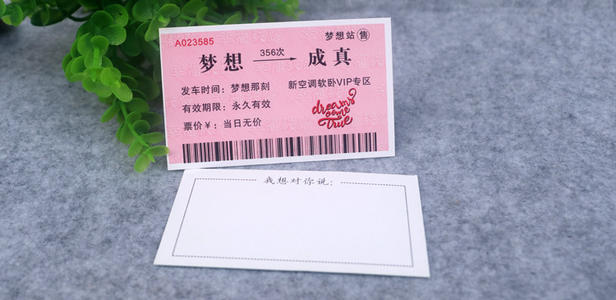 A023585 梦想站 售
梦想 356次 成真
发车时间：梦想那刻 新空调软卧VIP专区
有效期限：永久有效
票价￥：当日无价
dreams
come
true
我想对你说：